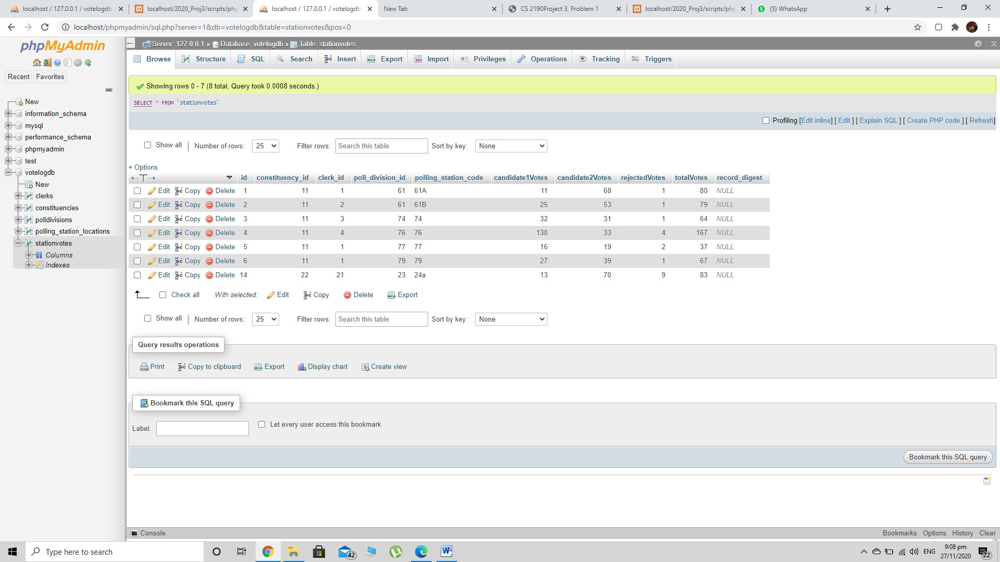 localhost / 127.0.0.1 / votelogdb
localhost/2020_Proj3/scripts/php
localhost / 127.0.0.1 / votelogdb
New Tab
CS 2190Project 3, Problem 1
localhost/2020_Proj3/scripts/php
(5) WhatsApp
localhost/phpmyadmin/sql.php?server=1&db=votelogdb&table=stationvotes&pos=0
phpMyAdmin
Recent Favorites
New
information_schema
mysql
performance_schema
phpmyadmin
test
votelogdb
New
clerks
constituencies
polldivisions
polling_station_locations
stationvotes
Columns
Indexes
Server: 127.0.0.1 » Database: votelogdb » Table: stationvotes
Browse Structure SQL Search Insert Export Import Privileges Operations Tracking Triggers
Showing rows 0 - 7 (8 total, Query took 0.0008 seconds.)
SELECT * FROM `stationvotes`
Profiling [Edit inline] [ Edit ] [ Explain SQL ] [ Create PHP code ] [ Refresh]
Show all | Number of rows: 25 Filter rows: Search this table Sort by key: None
+ Options
←T→ id constituency_id clerk_id poll_division_id polling_station_code candidate1Votes candidate2Votes rejectedVotes totalVotes record_digest
Edit Copy Delete 1 11 1 61 61A 11 68 1 80 NULL
Edit Copy Delete 2 11 2 61 61B 25 53 1 79 NULL
Edit Copy Delete 3 11 3 74 74 32 31 1 64 NULL
Edit Copy Delete 4 11 4 76 76 130 33 4 167 NULL
Edit Copy Delete 5 11 1 77 77 16 19 2 37 NULL
Edit Copy Delete 6 11 1 79 79 27 39 1 67 NULL
Edit Copy Delete 14 22 21 23 24a 13 70 9 83 NULL
Check all With selected: Edit Copy Delete Export
Show all | Number of rows: 25 Filter rows: Search this table Sort by key: None
Query results operations
Print Copy to clipboard Export Display chart Create view
Bookmark this SQL query
Label: Let every user access this bookmark
Bookmark this SQL query
Console
Bookmarks Options History Clear
Type here to search
42
ENG
9:08 pm
27/11/2020
22